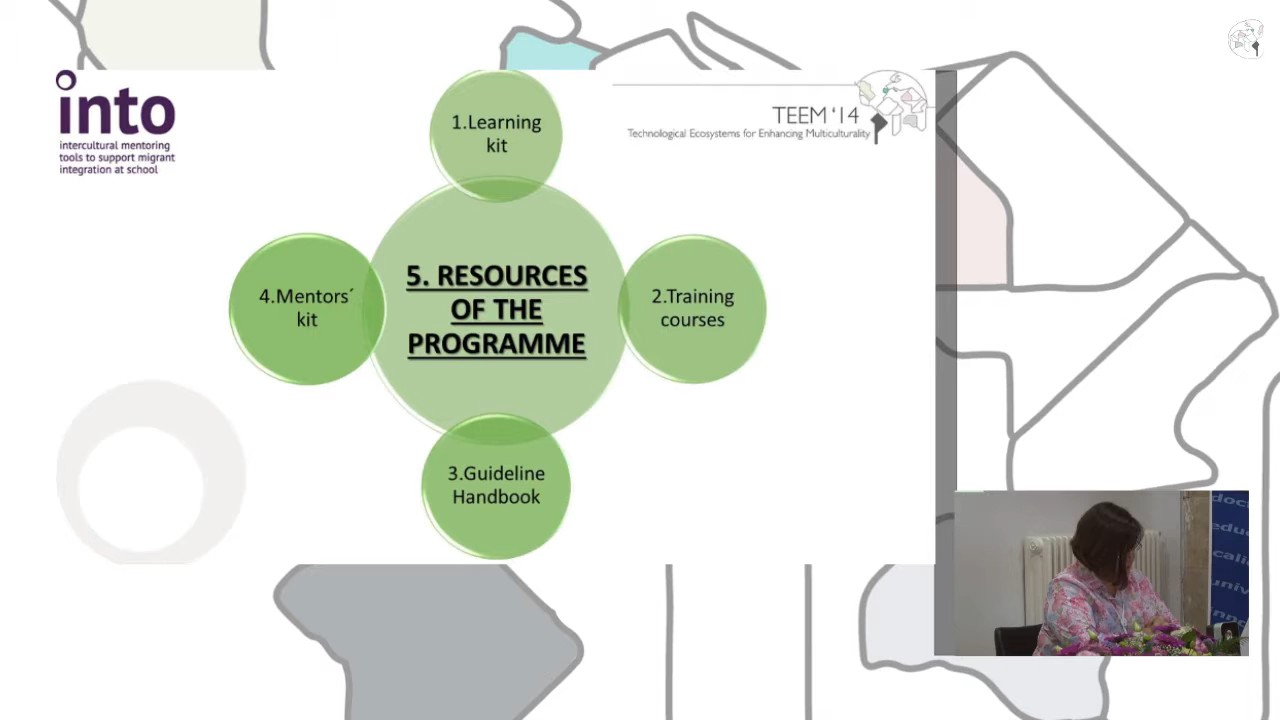 into
intercultural mentoring
tools to support migrant
integration at school
TEEM '14
Technological Ecosystems for Enhancing Multiculturality
1.Learning
kit
5. RESOURCES
OF THE
PROGRAMME
4.Mentors´
kit
2.Training
courses
3.Guideline
Handbook